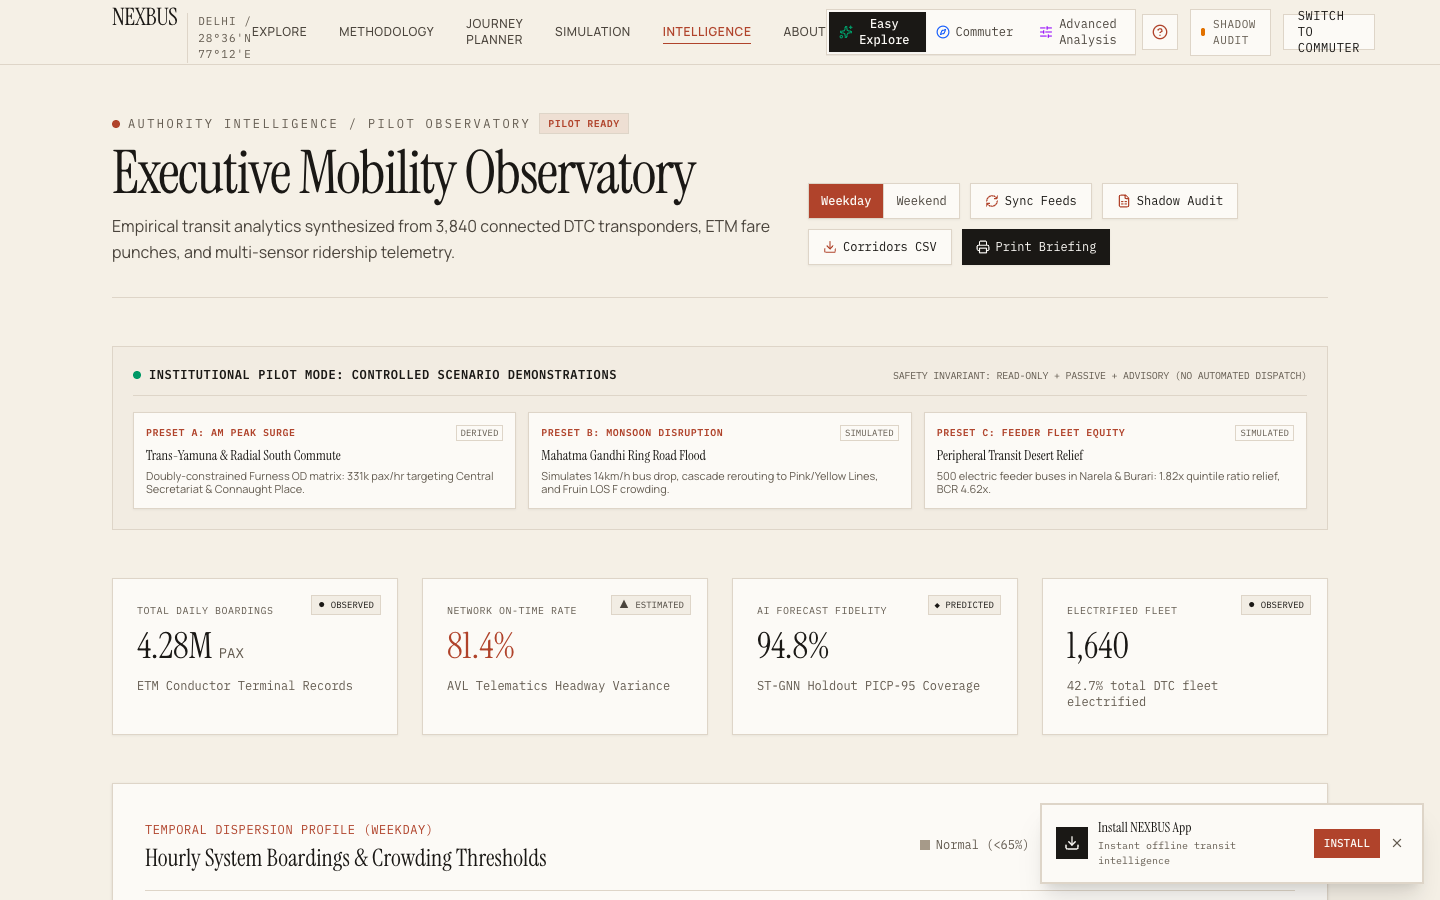 NEXBUS
DELHI /
28°36'N
77°12'E
EXPLORE
METHODOLOGY
JOURNEY
PLANNER
SIMULATION
INTELLIGENCE
ABOUT
Easy
Explore
Commuter
Advanced
Analysis
SHADOW
AUDIT
SWITCH
TO
COMMUTER
AUTHORITY INTELLIGENCE / PILOT OBSERVATORY
PILOT READY
Executive Mobility Observatory
Empirical transit analytics synthesized from 3,840 connected DTC transponders, ETM fare
punches, and multi-sensor ridership telemetry.
Weekday
Weekend
Sync Feeds
Shadow Audit
Corridors CSV
Print Briefing
INSTITUTIONAL PILOT MODE: CONTROLLED SCENARIO DEMONSTRATIONS
SAFETY INVARIANT: READ-ONLY + PASSIVE + ADVISORY (NO AUTOMATED DISPATCH)
PRESET A: AM PEAK SURGE
DERIVED
Trans-Yamuna & Radial South Commute
Doubly-constrained Furness OD matrix: 331k pax/hr targeting Central
Secretariat & Connaught Place.
PRESET B: MONSOON DISRUPTION
SIMULATED
Mahatma Gandhi Ring Road Flood
Simulates 14km/h bus drop, cascade rerouting to Pink/Yellow Lines,
and Fruin LOS F crowding.
PRESET C: FEEDER FLEET EQUITY
SIMULATED
Peripheral Transit Desert Relief
500 electric feeder buses in Narela & Burari: 1.82x quintile ratio relief,
BCR 4.62x.
TOTAL DAILY BOARDINGS
● OBSERVED
4.28M PAX
ETM Conductor Terminal Records
NETWORK ON-TIME RATE
▲ ESTIMATED
81.4%
AVL Telematics Headway Variance
AI FORECAST FIDELITY
◆ PREDICTED
94.8%
ST-GNN Holdout PICP-95 Coverage
ELECTRIFIED FLEET
● OBSERVED
1,640
42.7% total DTC fleet
electrified
TEMPORAL DISPERSION PROFILE (WEEKDAY)
Hourly System Boardings & Crowding Thresholds
Normal (<65%)
Install NEXBUS App
Instant offline transit
intelligence
INSTALL